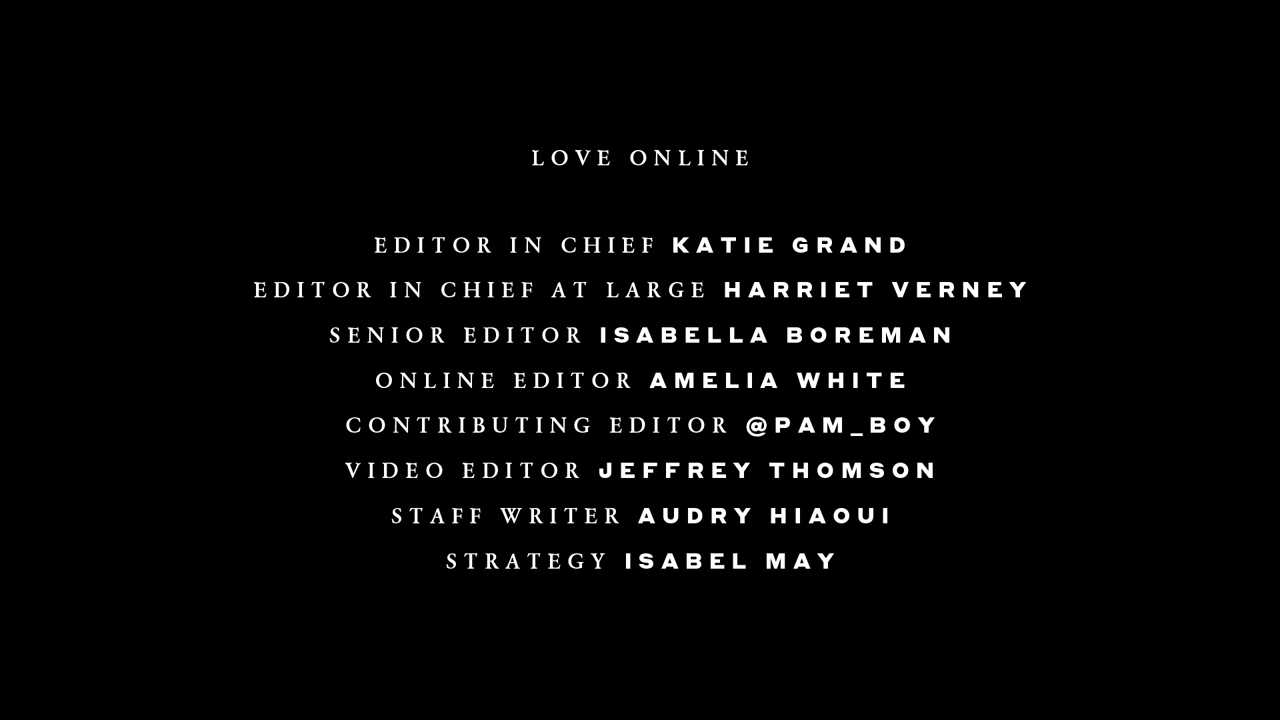 LOVE ONLINE
EDITOR IN CHIEF KATIE GRAND
EDITOR IN CHIEF AT LARGE HARRIET VERNEY
SENIOR EDITOR ISABELLA BOREMAN
ONLINE EDITOR AMELIA WHITE
CONTRIBUTING EDITOR @PAM_BOY
VIDEO EDITOR JEFFREY THOMSON
STAFF WRITER AUDRY HIAOUI
STRATEGY ISABEL MAY